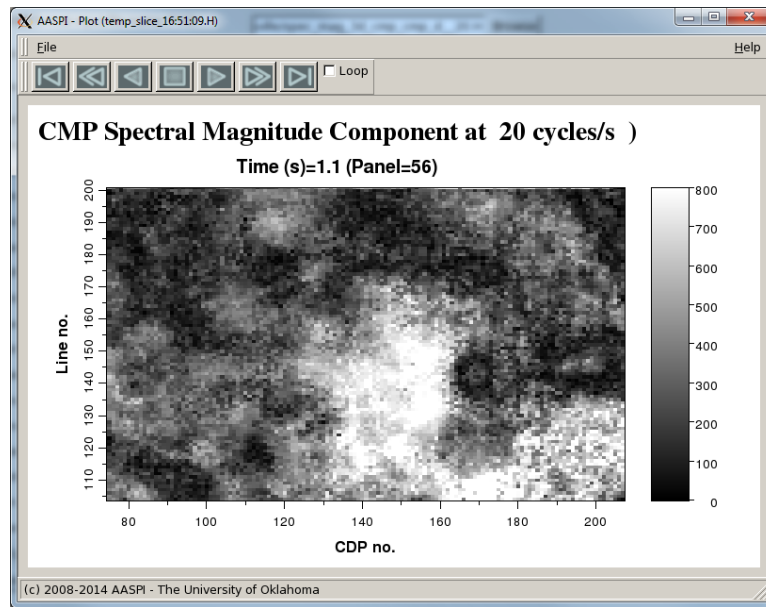 AASPI - Plot (temp_slice_16:51:09.H)
File
Help
Loop
CMP Spectral Magnitude Component at 20 cycles/s )
Time (s)=1.1 (Panel=56)
Line no.
200
190
180
170
160
150
140
130
120
110
80
100
120
140
160
180
200
CDP no.
800
700
600
500
400
300
200
100
0
(c) 2008-2014 AASPI - The University of Oklahoma